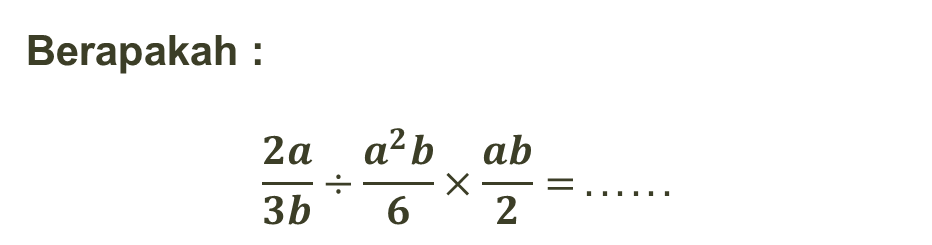 Berapakah :
2a/3b ÷ a²b/6 × ab/2 = ......